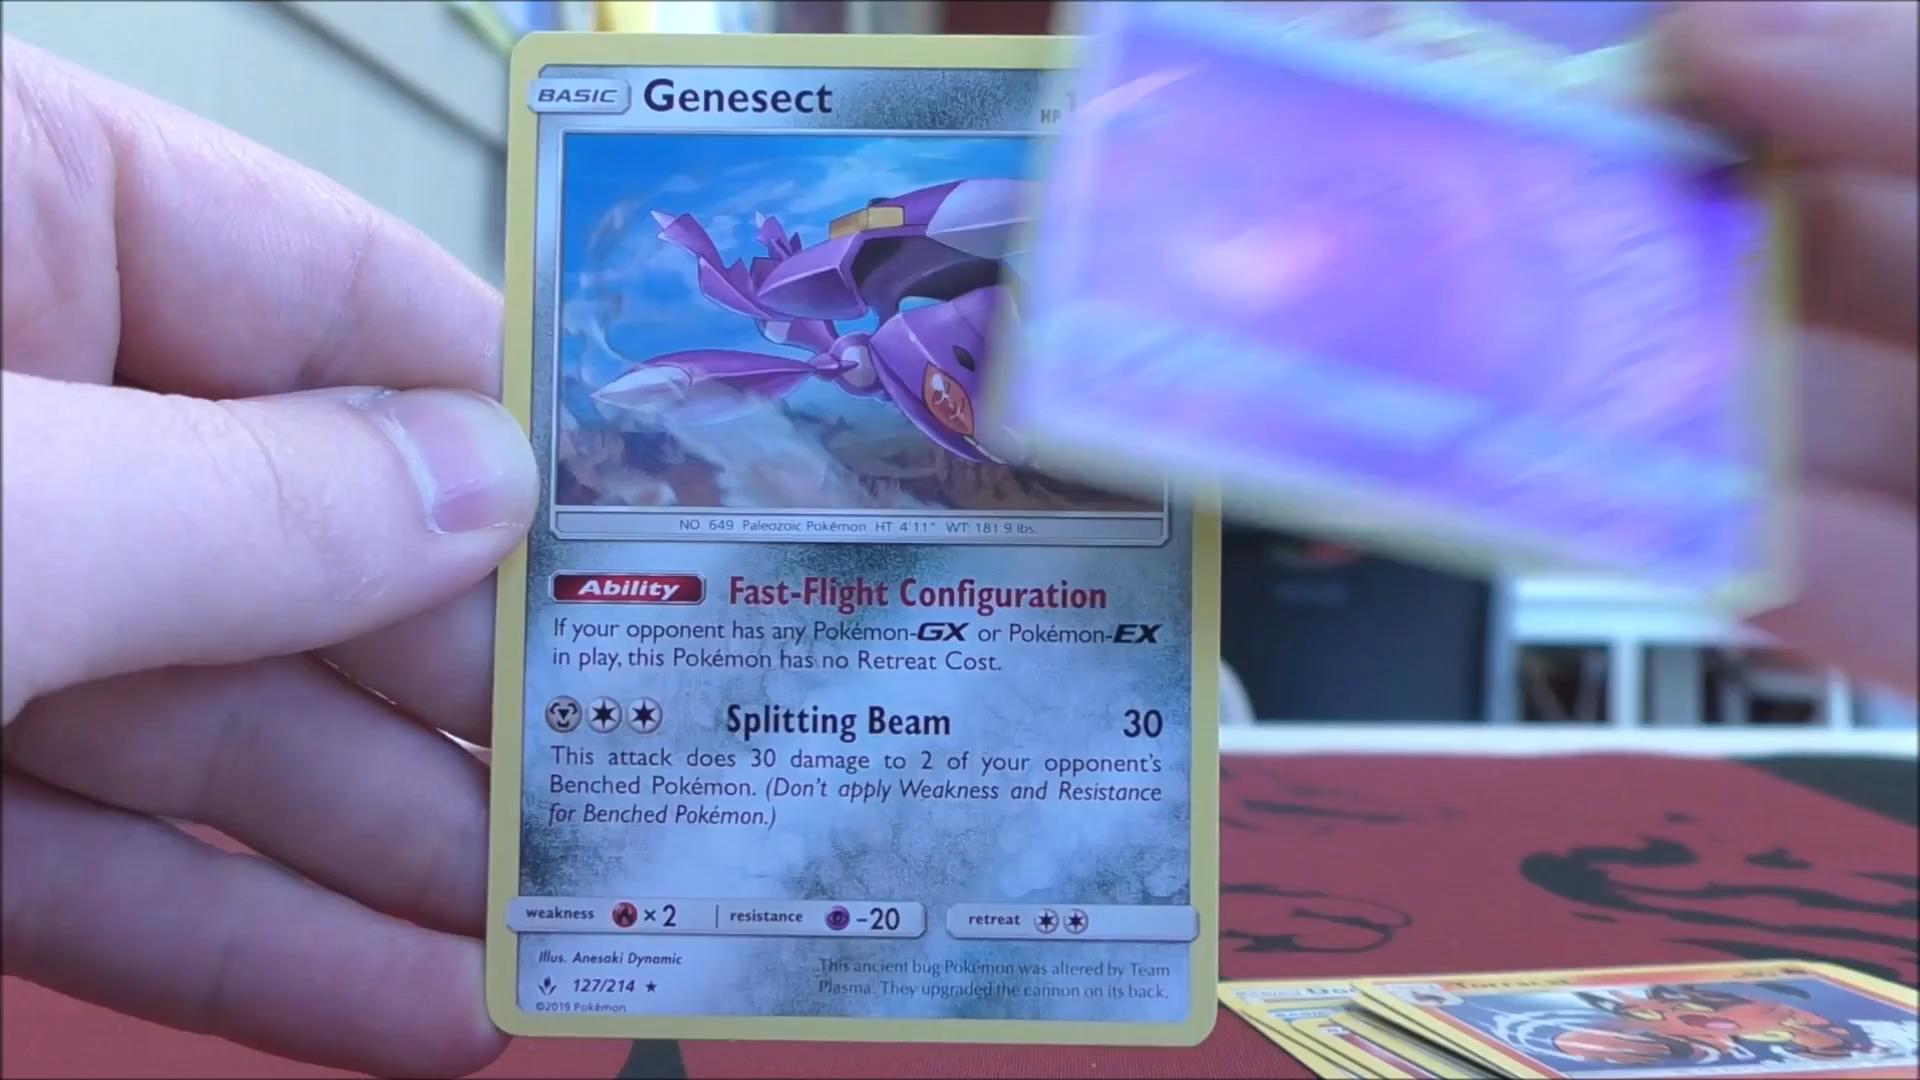 BASIC Genesect HP
NO 649 Paleozoic Pokémon HT 4'11" WT: 181.9 lbs.
Ability Fast-Flight Configuration
If your opponent has any Pokémon-GX or Pokémon-EX
in play, this Pokémon has no Retreat Cost.
Splitting Beam 30
This attack does 30 damage to 2 of your opponent's
Benched Pokémon. (Don't apply Weakness and Resistance
for Benched Pokémon.)
weakness ×2 resistance -20 retreat
Illus. Anesaki Dynamic
127/214 ★
©2019 Pokémon
This ancient bug Pokémon was altered by Team
Plasma. They upgraded the cannon on its back.
BASIC
Torracat